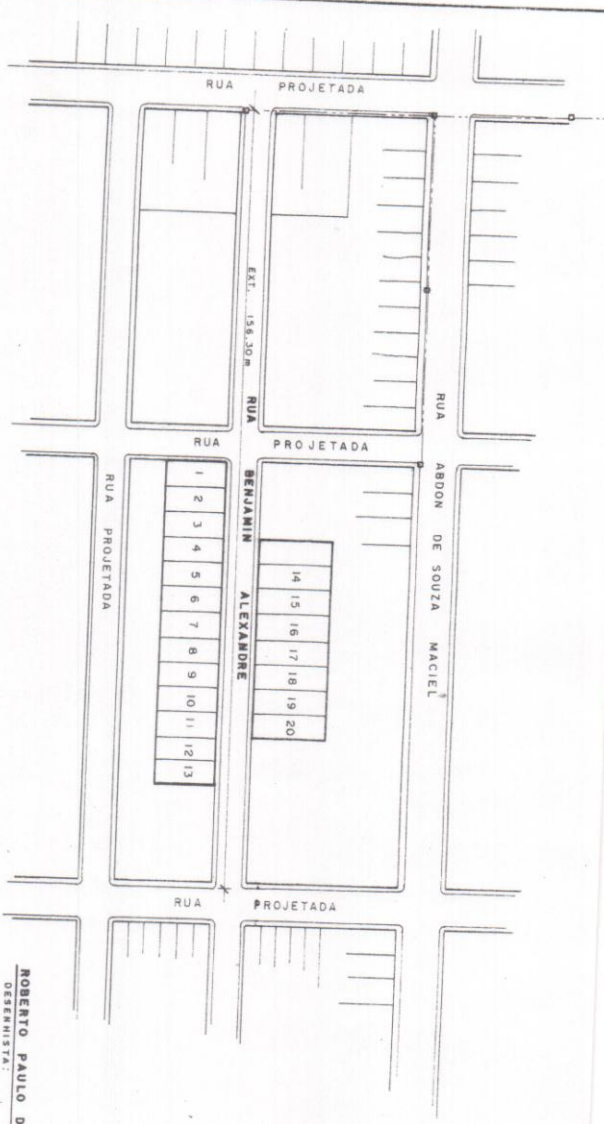 RUA PROJETADA
EXT. 156,30 m
RUA BENJAMIN ALEXANDRE
RUA ABDON DE SOUZA MACIEL
RUA PROJETADA
RUA PROJETADA
1
2
3
4
5
6
7
8
9
10
11
12
13
14
15
16
17
18
19
20
RUA PROJETADA
ROBERTO PAULO D
DESENHISTA: